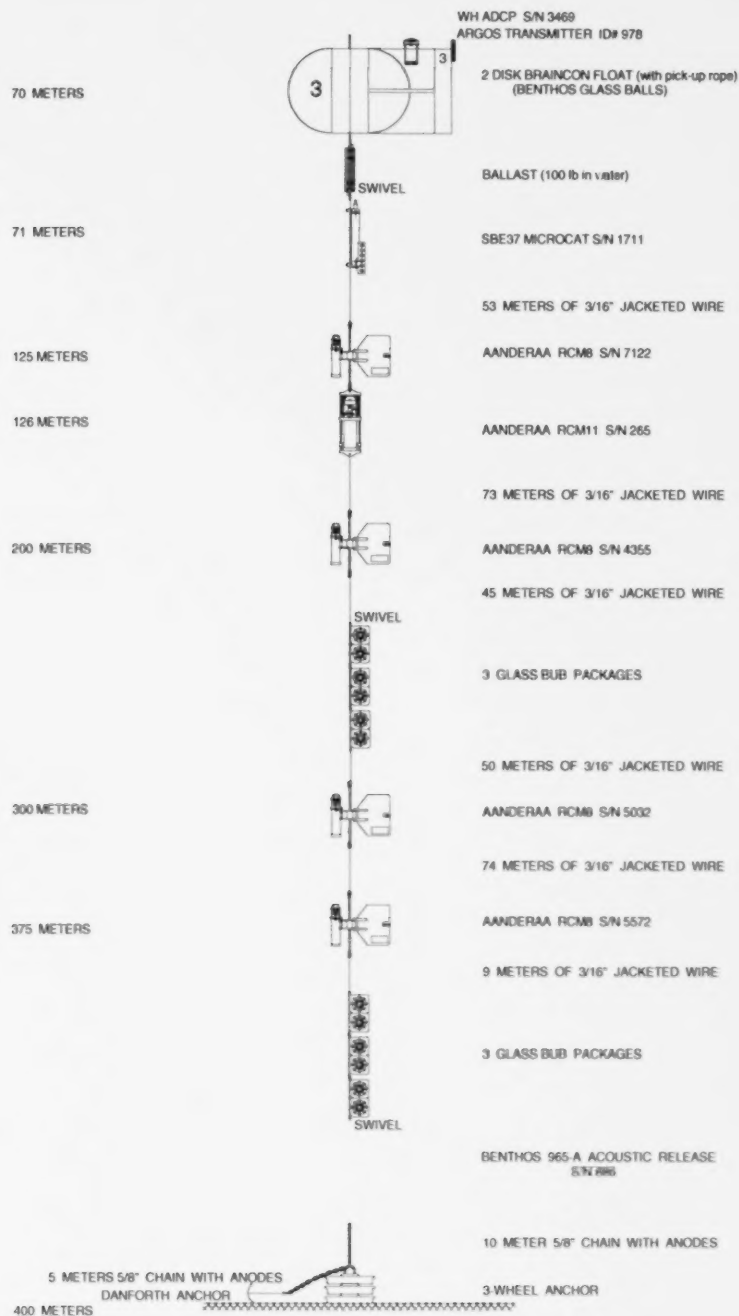 WH ADCP S/N 3469
ARGOS TRANSMITTER ID# 978
3
3
70 METERS
2 DISK BRAINCON FLOAT (with pick-up rope)
(BENTHOS GLASS BALLS)
BALLAST (100 lb in water)
SWIVEL
71 METERS
SBE37 MICROCAT S/N 1711
53 METERS OF 3/16" JACKETED WIRE
125 METERS
AANDERAA RCM8 S/N 7122
126 METERS
AANDERAA RCM11 S/N 265
73 METERS OF 3/16" JACKETED WIRE
200 METERS
AANDERAA RCM8 S/N 4355
45 METERS OF 3/16" JACKETED WIRE
SWIVEL
3 GLASS BUB PACKAGES
50 METERS OF 3/16" JACKETED WIRE
300 METERS
AANDERAA RCM8 S/N 5032
74 METERS OF 3/16" JACKETED WIRE
375 METERS
AANDERAA RCM8 S/N 5572
9 METERS OF 3/16" JACKETED WIRE
3 GLASS BUB PACKAGES
SWIVEL
BENTHOS 965-A ACOUSTIC RELEASE
S/N
10 METER 5/8" CHAIN WITH ANODES
5 METERS 5/8" CHAIN WITH ANODES
DANFORTH ANCHOR
3-WHEEL ANCHOR
400 METERS